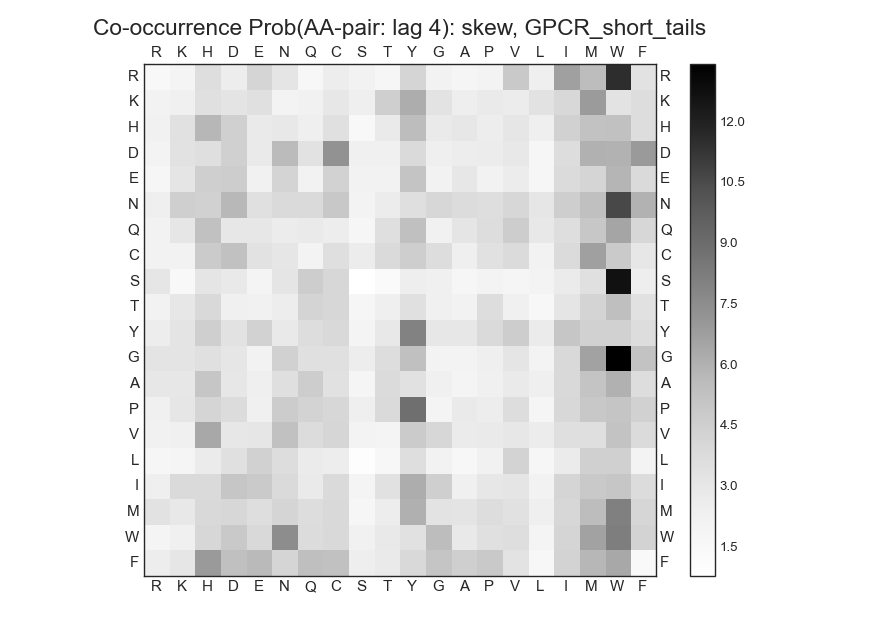 Co-occurrence Prob(AA-pair: lag 4): skew, GPCR_short_tails
R K H D E N Q C S T Y G A P V L I M W F
R R
K K
H H
D D
12.0
E E
10.5
N N
Q Q
9.0
C C
S S
7.5
T T
Y Y
G G
6.0
A A
P P
4.5
V V
L L
3.0
I I
M M
W W
1.5
F F
R K H D E N Q C S T Y G A P V L I M W F